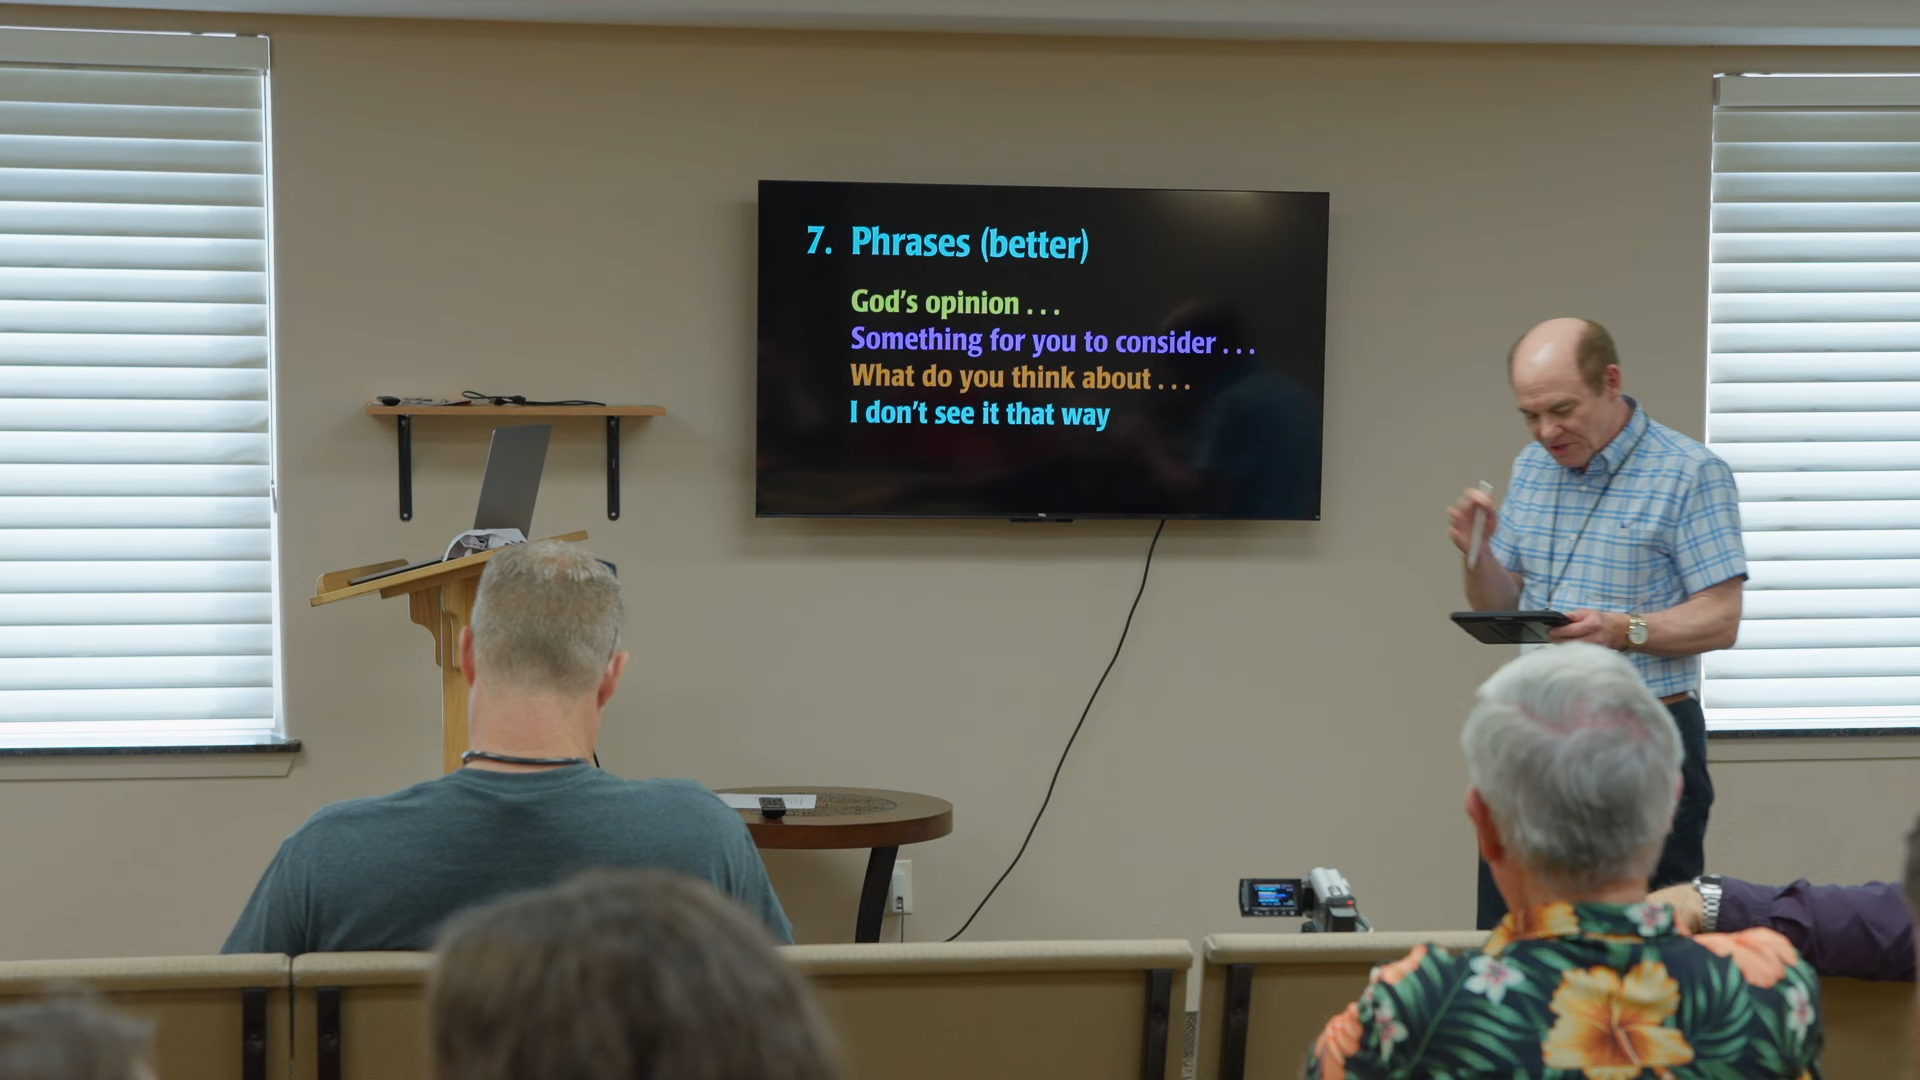 7. Phrases (better)
God's opinion . . .
Something for you to consider . . .
What do you think about . . .
I don't see it that way